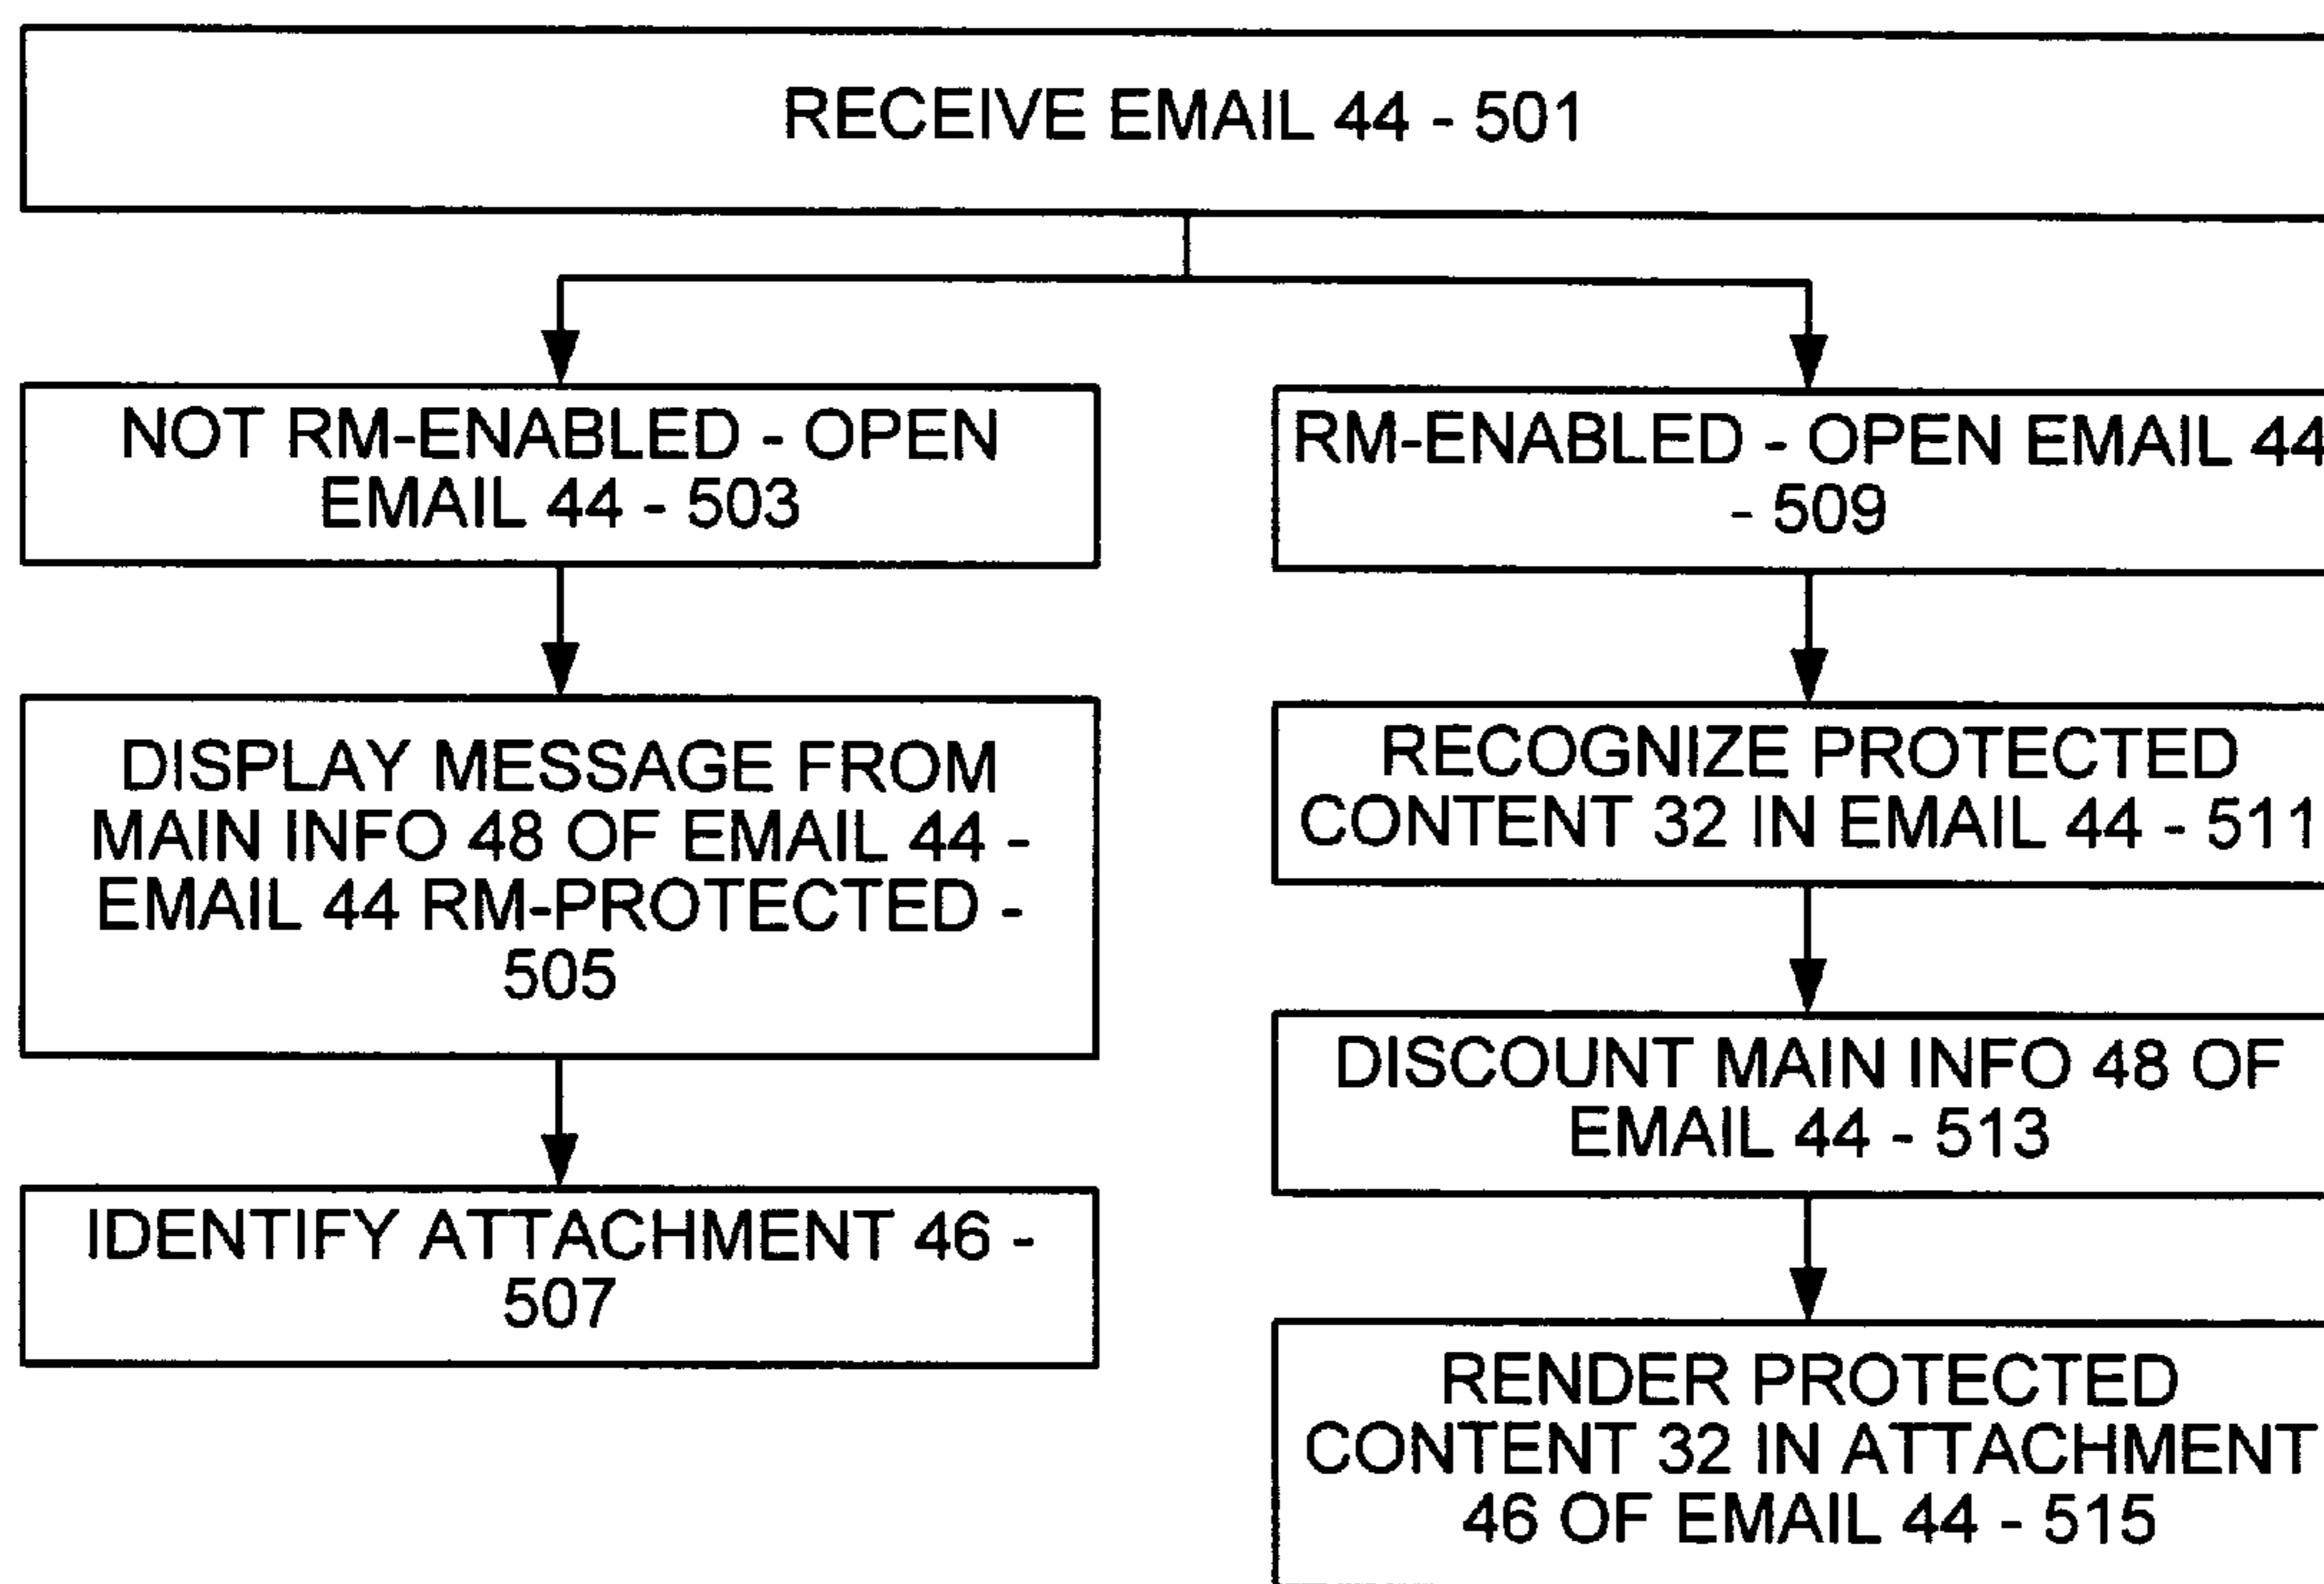 RECEIVE EMAIL 44 - 501
NOT RM-ENABLED - OPEN
EMAIL 44 - 503
DISPLAY MESSAGE FROM
MAIN INFO 48 OF EMAIL 44 -
EMAIL 44 RM-PROTECTED -
505
IDENTIFY ATTACHMENT 46 -
507
RM-ENABLED - OPEN EMAIL 44
- 509
RECOGNIZE PROTECTED
CONTENT 32 IN EMAIL 44 - 511
DISCOUNT MAIN INFO 48 OF
EMAIL 44 - 513
RENDER PROTECTED
CONTENT 32 IN ATTACHMENT
46 OF EMAIL 44 - 515